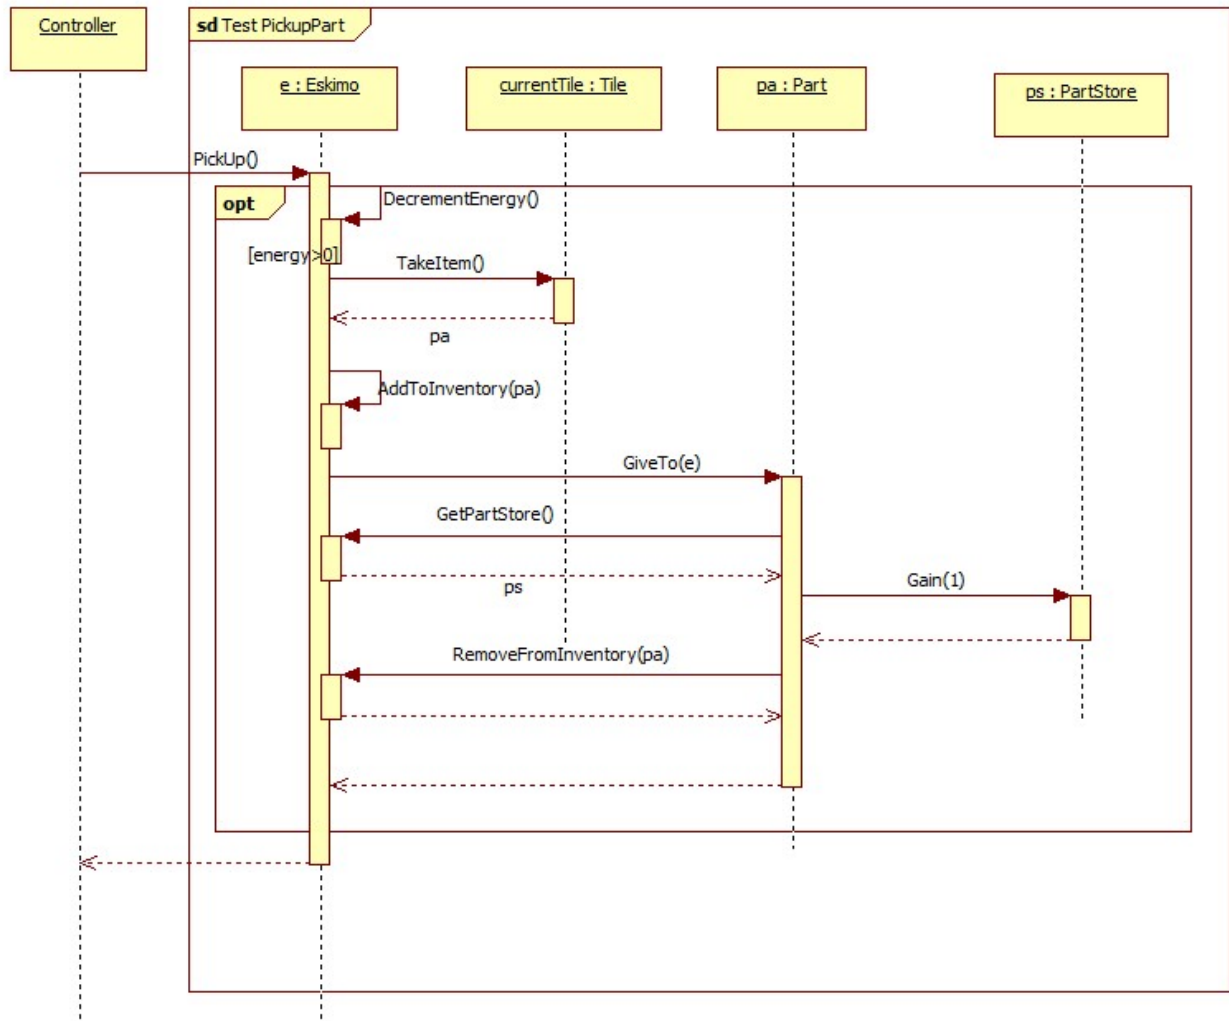 Controller
sd Test PickupPart
e : Eskimo
currentTile : Tile
pa : Part
ps : PartStore
PickUp()
opt
DecrementEnergy()
[energy>0]
TakeItem()
pa
AddToInventory(pa)
GiveTo(e)
GetPartStore()
ps
Gain(1)
RemoveFromInventory(pa)